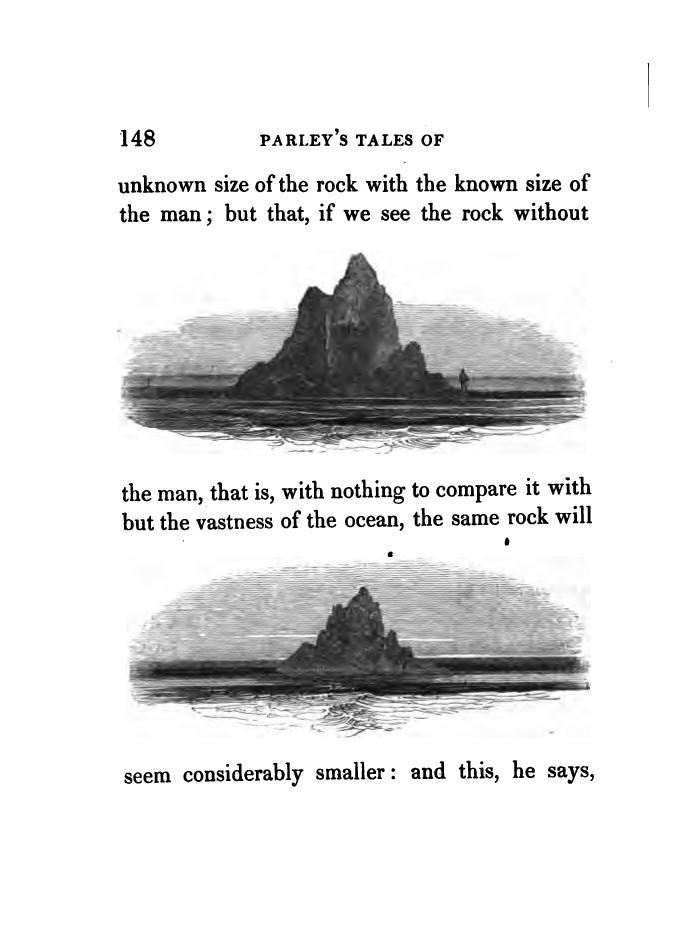 148 PARLEY'S TALES OF
unknown size of the rock with the known size of
the man; but that, if we see the rock without
the man, that is, with nothing to compare it with
but the vastness of the ocean, the same rock will
seem considerably smaller: and this, he says,